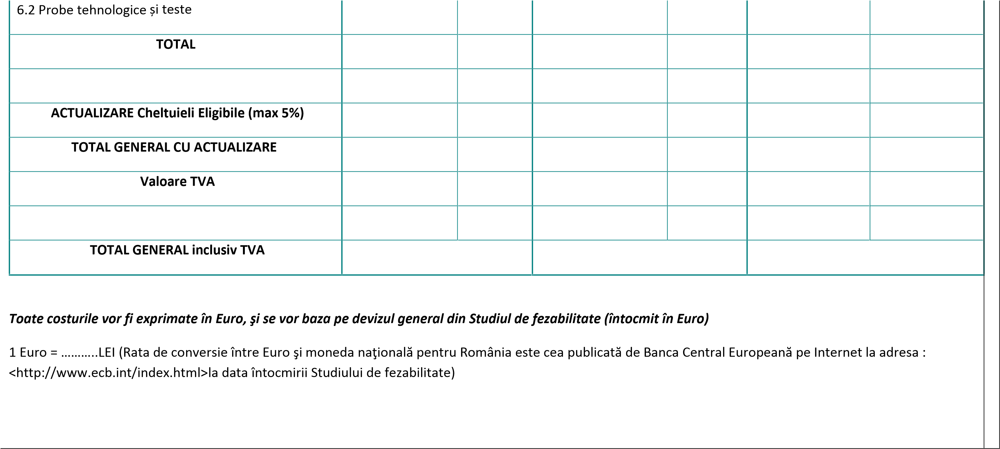 6.2 Probe tehnologice și teste
TOTAL
ACTUALIZARE Cheltuieli Eligibile (max 5%)
TOTAL GENERAL CU ACTUALIZARE
Valoare TVA
TOTAL GENERAL inclusiv TVA
Toate costurile vor fi exprimate în Euro, şi se vor baza pe devizul general din Studiul de fezabilitate (întocmit în Euro)
1 Euro = ………..LEI (Rata de conversie între Euro şi moneda naţională pentru România este cea publicată de Banca Central Europeană pe Internet la adresa :
<http://www.ecb.int/index.html>la data întocmirii Studiului de fezabilitate)